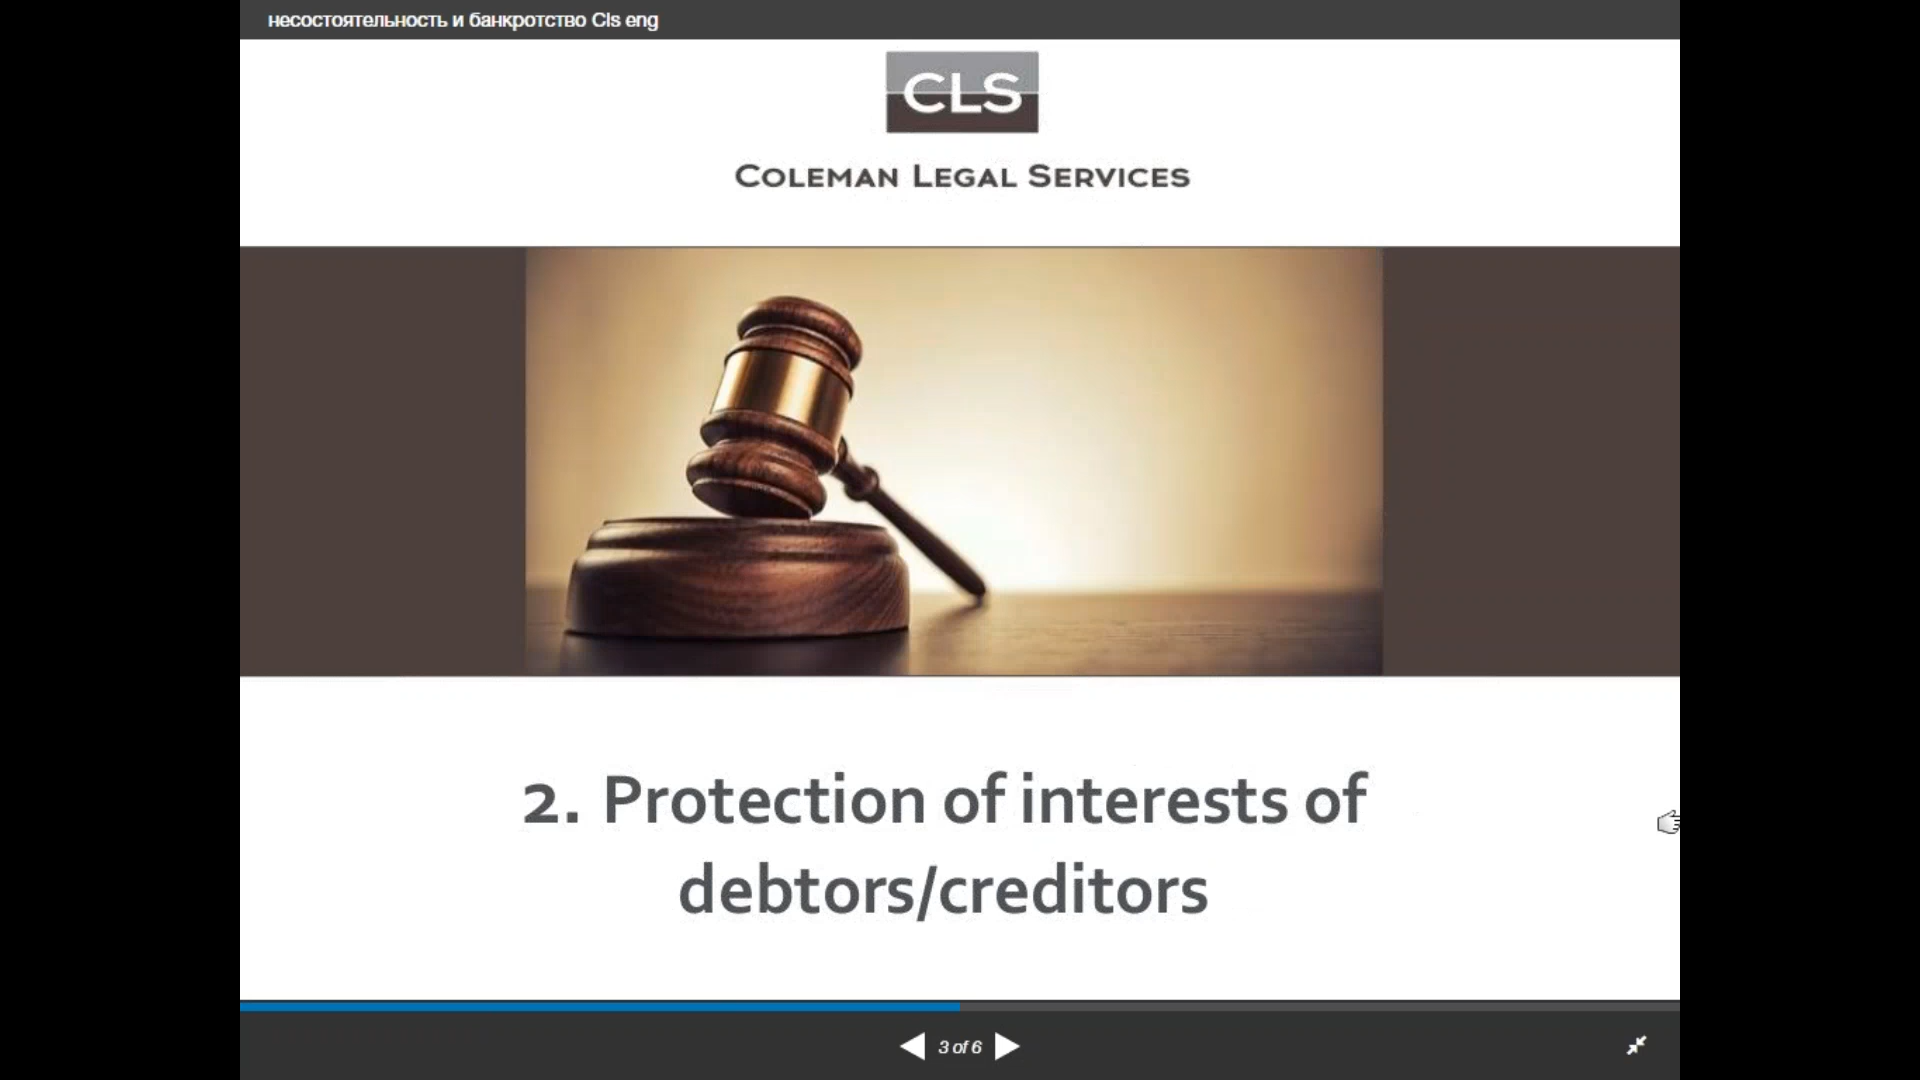 несостоятельность и банкротство Cls eng
CLS
COLEMAN LEGAL SERVICES
2. Protection of interests of
debtors/creditors
3 of 6